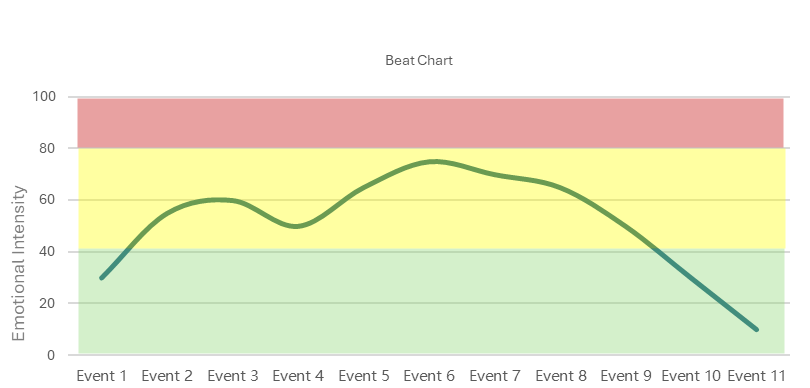 Beat Chart
Emotional Intensity
100
80
60
40
20
0
Event 1 Event 2 Event 3 Event 4 Event 5 Event 6 Event 7 Event 8 Event 9 Event 10 Event 11